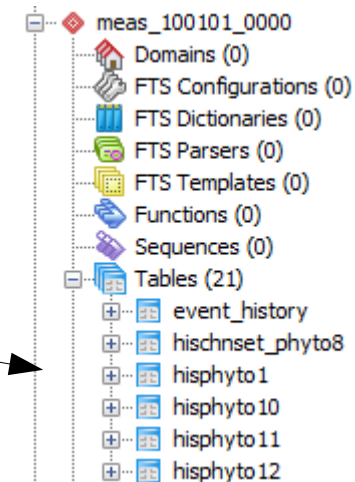 meas_100101_0000
Domains (0)
FTS Configurations (0)
FTS Dictionaries (0)
FTS Parsers (0)
FTS Templates (0)
Functions (0)
Sequences (0)
Tables (21)
event_history
hischnset_phyto8
hisphyto1
hisphyto10
hisphyto11
hisphyto12